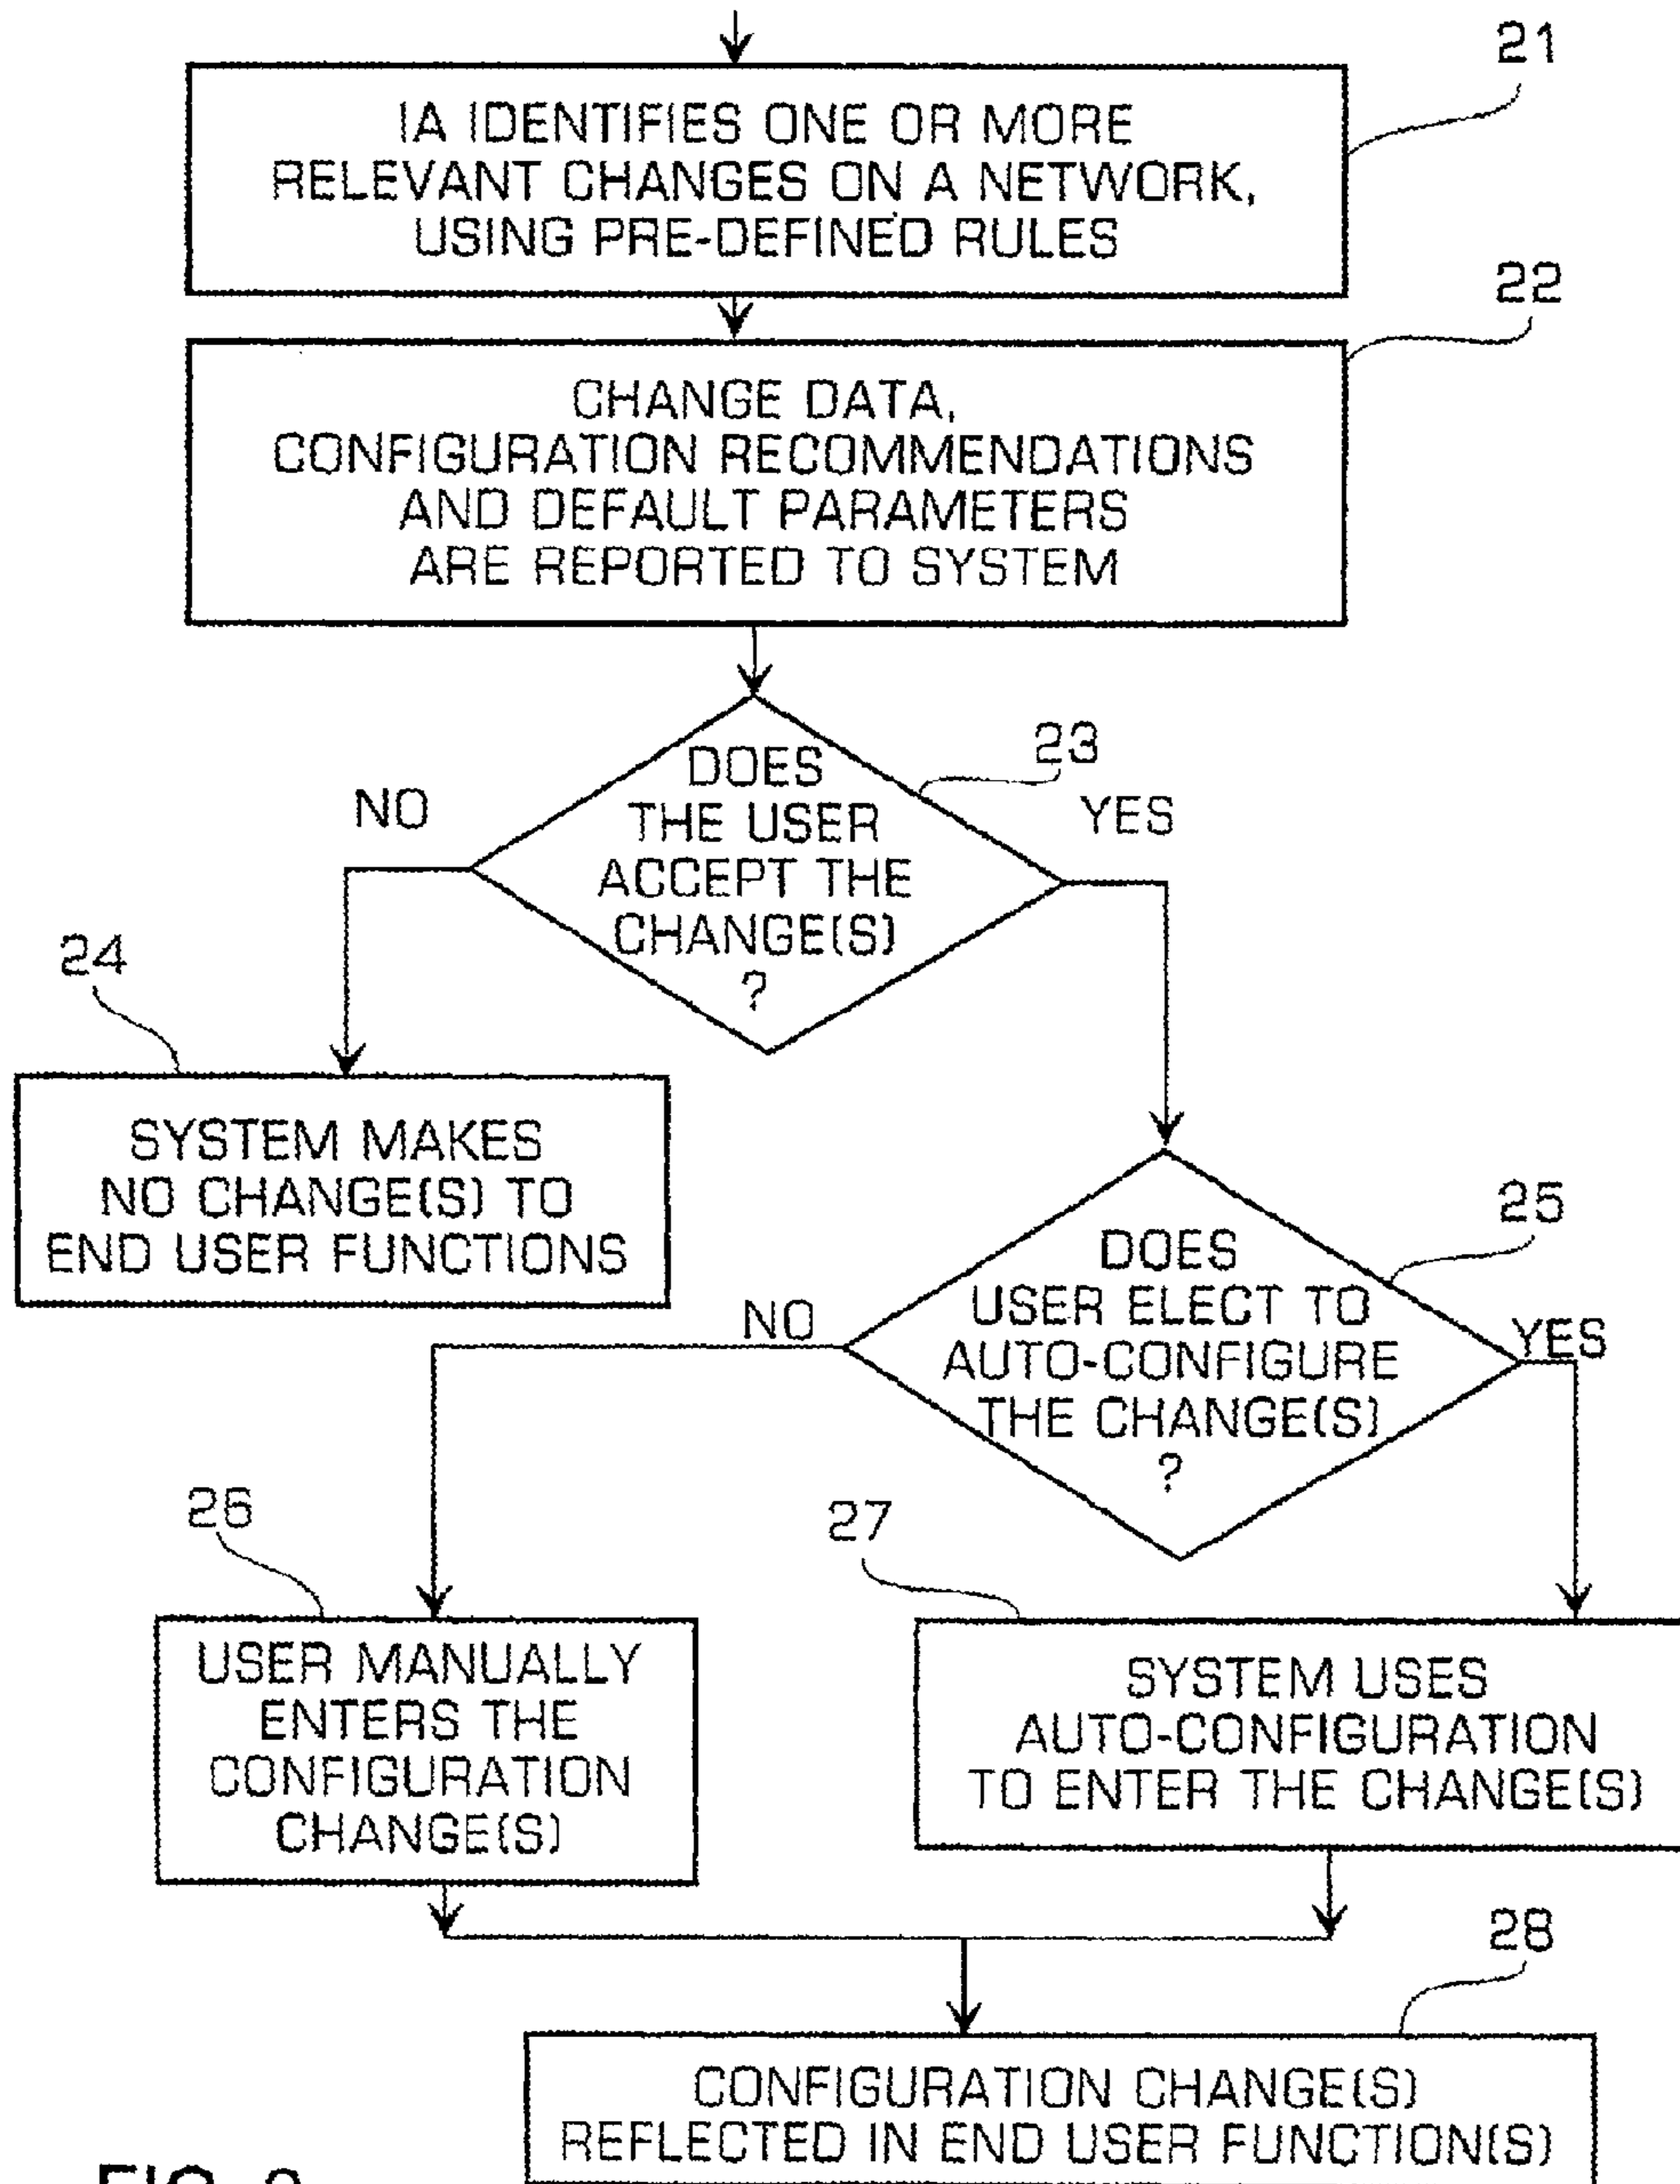 21
IA IDENTIFIES ONE OR MORE
RELEVANT CHANGES ON A NETWORK,
USING PRE-DEFINED RULES
22
CHANGE DATA,
CONFIGURATION RECOMMENDATIONS
AND DEFAULT PARAMETERS
ARE REPORTED TO SYSTEM
23
NO
YES
DOES
THE USER
ACCEPT THE
CHANGE(S)
?
24
SYSTEM MAKES
NO CHANGE(S) TO
END USER FUNCTIONS
25
NO
YES
DOES
USER ELECT TO
AUTO-CONFIGURE
THE CHANGE(S)
?
26
USER MANUALLY
ENTERS THE
CONFIGURATION
CHANGE(S)
27
SYSTEM USES
AUTO-CONFIGURATION
TO ENTER THE CHANGE(S)
28
CONFIGURATION CHANGE(S)
REFLECTED IN END USER FUNCTION(S)
FIG.